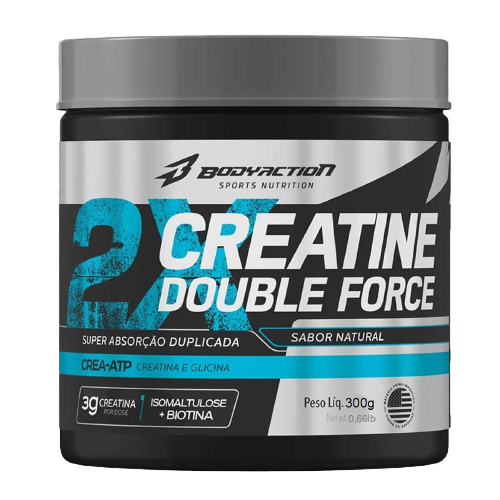 BODYACTION
SPORTS NUTRITION
2X
CREATINE
DOUBLE FORCE
SUPER ABSORÇÃO DUPLICADA
SABOR NATURAL
CREA-ATP CREATINA E GLICINA
3g CREATINA
POR DOSE
ISOMALTULOSE
+ BIOTINA
Peso Líq. 300g
Net wt 0,66lb